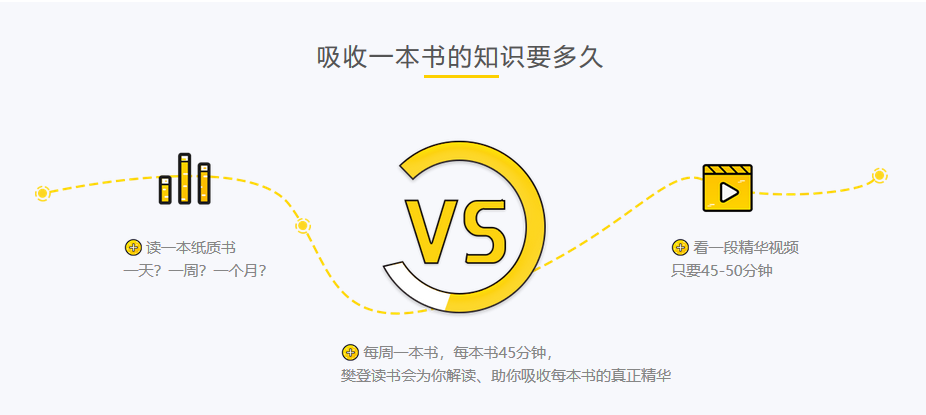 吸收一本书的知识要多久
VS
读一本纸质书
一天？一周？一个月？
看一段精华视频
只要45-50分钟
每周一本书，每本书45分钟，
樊登读书会为你解读、助你吸收每本书的真正精华